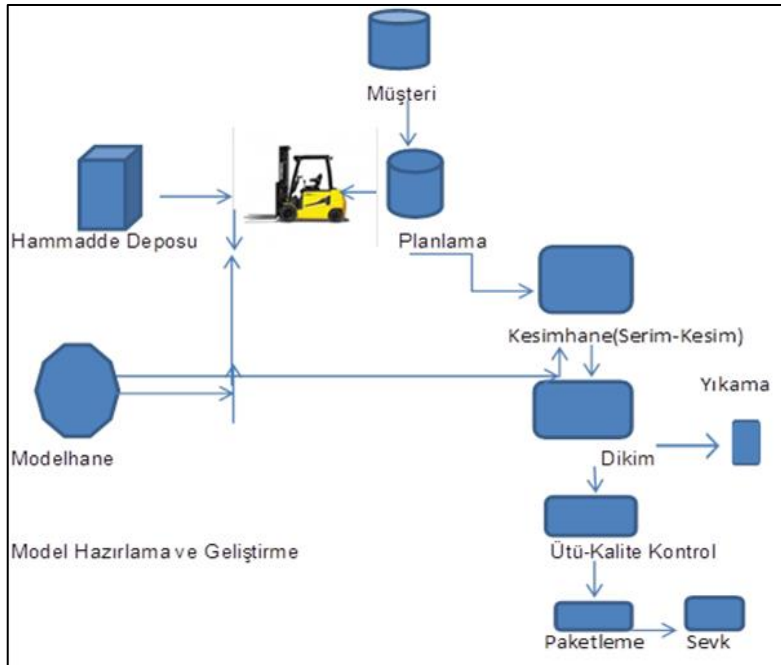 Müşteri
Hammadde Deposu
Planlama
Kesimhane(Serim-Kesim)
Yıkama
Modelhane
Dikim
Model Hazırlama ve Geliştirme
Ütü-Kalite Kontrol
Paketleme
Sevk